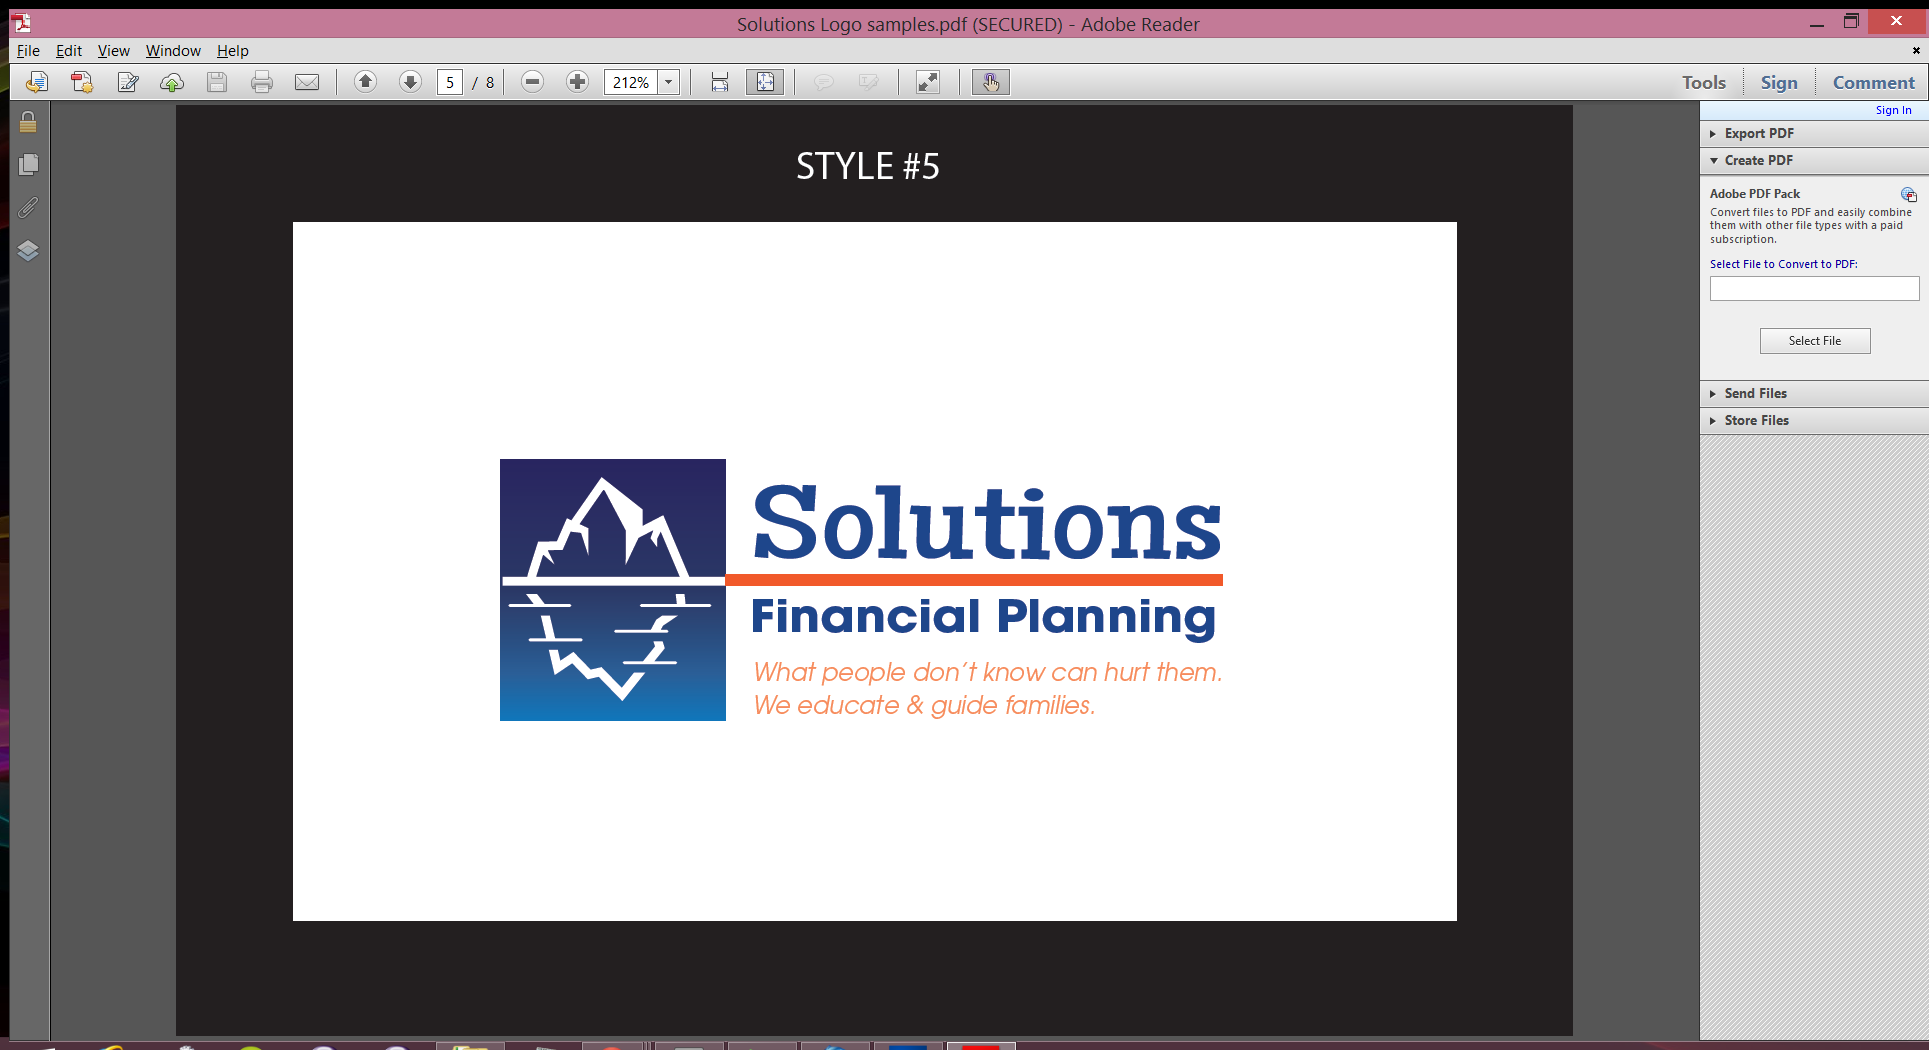 Solutions Logo samples.pdf (SECURED) - Adobe Reader
File Edit View Window Help
5 / 8 212% Tools Sign Comment
Sign In
Export PDF
Create PDF
Adobe PDF Pack
Convert files to PDF and easily combine
them with other file types with a paid
subscription.
Select File to Convert to PDF:
Select File
Send Files
Store Files
STYLE #5
Solutions
Financial Planning
What people don't know can hurt them.
We educate & guide families.